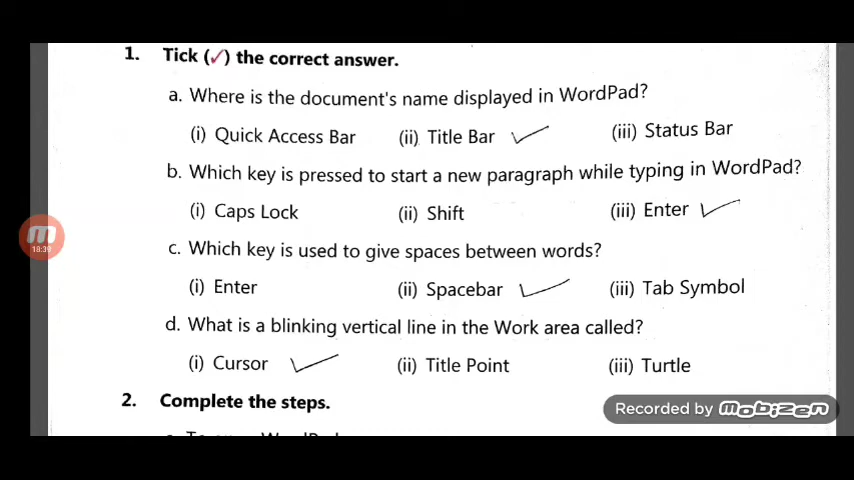 1. Tick (✓) the correct answer.
a. Where is the document's name displayed in WordPad?
(i) Quick Access Bar (ii) Title Bar ✓ (iii) Status Bar
b. Which key is pressed to start a new paragraph while typing in WordPad?
(i) Caps Lock (ii) Shift (iii) Enter ✓
c. Which key is used to give spaces between words?
(i) Enter (ii) Spacebar ✓ (iii) Tab Symbol
d. What is a blinking vertical line in the Work area called?
(i) Cursor ✓ (ii) Title Point (iii) Turtle
2. Complete the steps.
18:39
Recorded by mobizen